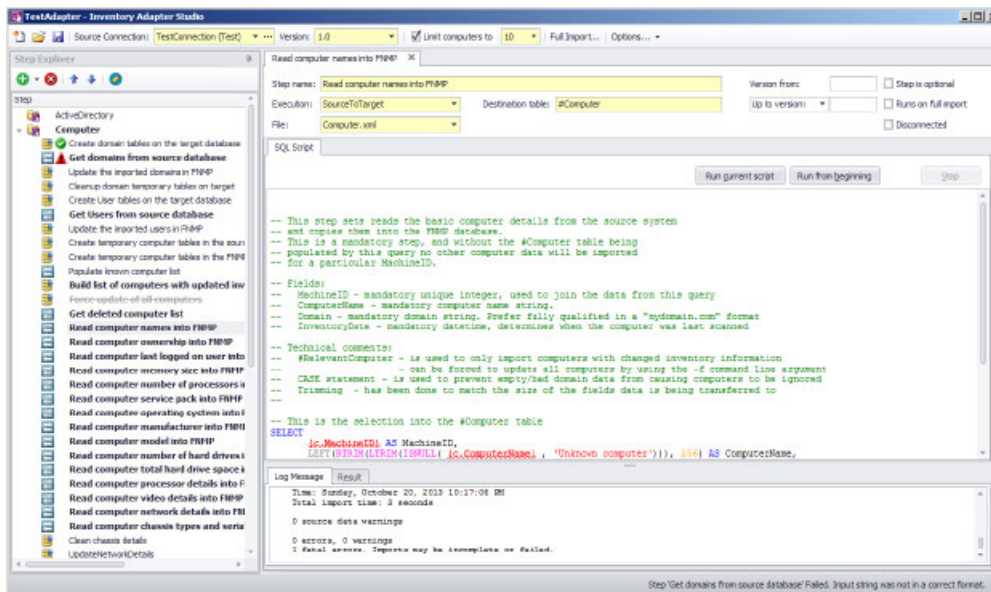 TestAdapter - Inventory Adapter Studio
Source Connection: TestConnection (Test) Version: 1.0 Limit computers to 10 Full Import... Options...
Step Explorer
Step
ActiveDirectory
Computer
Create domain tables on the target database
Get domains from source database
Update the imported domains in FNMP
Cleanup domain temporary tables on target
Create User tables on the target database
Get Users from source database
Update the imported users in FNMP
Create temporary computer tables in the sour
Create temporary computer tables in the FNM
Populate known computer list
Build list of computers with updated inv
Force update of all computers
Get deleted computer list
Read computer names into FNMP
Read computer ownership into FNMP
Read computer last logged on user into
Read computer memory size into FNMP
Read computer number of processors i
Read computer service pack into FNMP
Read computer operating system into F
Read computer manufacturer into FNM
Read computer model into FNMP
Read computer number of hard drives i
Read computer total hard drive space i
Read computer processor details into F
Read computer video details into FNMP
Read computer network details into FN
Read computer chassis types and seria
Clean chassis details
UpdateNetworkDetails
Read computer names into FNMP
Step name: Read computer names into FNMP Version from: Step is optional
Execution: SourceToTarget Destination table: #Computer Up to version: Runs on full import
File: Computer.xml Disconnected
SQL Script
Run current script Run from beginning Stop
-- This step sets reads the basic computer details from the source system
-- and copies them into the FNMP database.
-- This is a mandatory step, and without the #Computer table being
-- populated by this query no other computer data will be imported
-- for a particular MachineID.
-- Fields:
-- MachineID - mandatory unique integer, used to join the data from this query
-- ComputerName - mandatory computer name string.
-- Domain - mandatory domain string. Prefer fully qualified in a "mydomain.com" format
-- InventoryDate - mandatory datetime, determines when the computer was last scanned
-- Technical comments:
-- #RelevantComputer - is used to only import computers with changed inventory information
-- - can be forced to update all computers by using the -f command line argument
-- CASE statement - is used to prevent empty/bad domain data from causing computers to be ignored
-- Trimming - has been done to match the size of the fields data is being transferred to
--
-- This is the selection into the #Computer table
SELECT
ic.MachineID1 AS MachineID,
LEFT(RTRIM(LTRIM(ISNULL( ic.ComputerName1 , 'Unknown computer'))), 256) AS ComputerName,
Log Message Result
Time: Sunday, October 20, 2013 10:17:06 PM
Total import time: 3 seconds
0 source data warnings
0 errors, 0 warnings
1 fatal errors. Imports may be incomplete or failed.
Step 'Get domains from source database' Failed. Input string was not in a correct format.